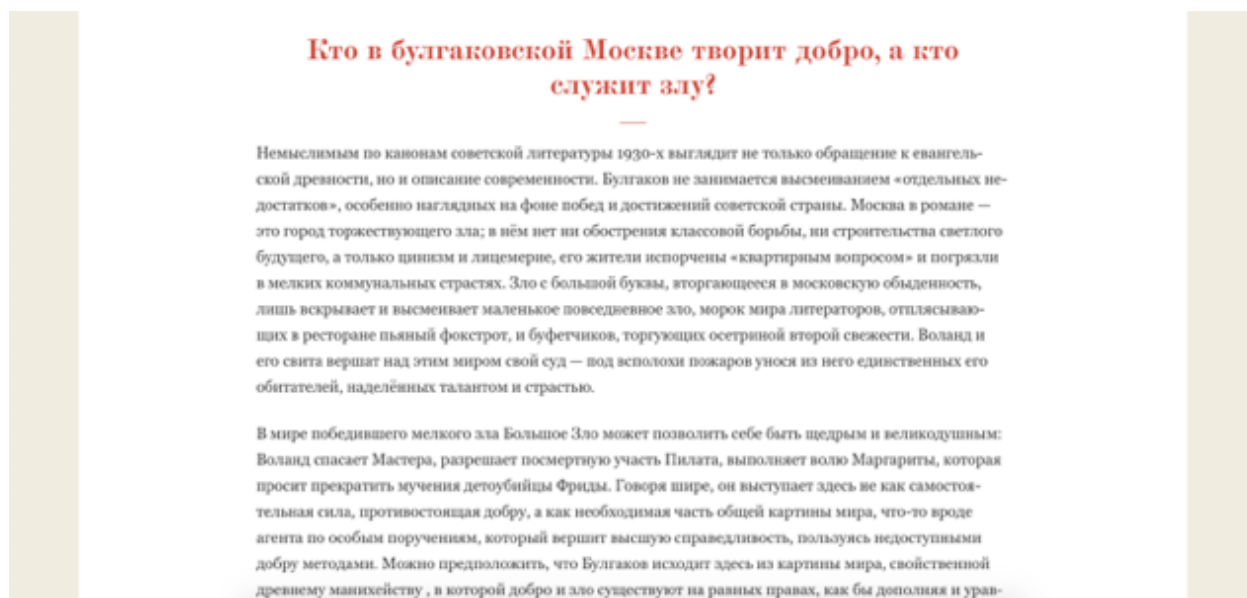 Кто в булгаковской Москве творит добро, а кто
служит злу?
Немыслимым по канонам советской литературы 1930-х выглядит не только обращение к евангель-
ской древности, но и описание современности. Булгаков не занимается высмеиванием «отдельных не-
достатков», особенно наглядных на фоне побед и достижений советской страны. Москва в романе —
это город торжествующего зла; в нём нет ни обострения классовой борьбы, ни строительства светлого
будущего, а только цинизм и лицемерие, его жители испорчены «квартирным вопросом» и погрязли
в мелких коммунальных страстях. Зло с большой буквы, вторгающееся в московскую обыденность,
лишь вскрывает и высмеивает маленькое повседневное зло, морок мира литераторов, отплясываю-
щих в ресторане пьяный фокстрот, и буфетчиков, торгующих осетриной второй свежести. Воланд и
его свита вершат над этим миром свой суд — под всполохи пожаров унося из него единственных его
обитателей, наделённых талантом и страстью.
В мире победившего мелкого зла Большое Зло может позволить себе быть щедрым и великодушным:
Воланд спасает Мастера, разрешает посмертную участь Пилата, выполняет волю Маргариты, которая
просит прекратить мучения детоубийцы Фриды. Говоря шире, он выступает здесь не как самостоя-
тельная сила, противостоящая добру, а как необходимая часть общей картины мира, что-то вроде
агента по особым поручениям, который вершит высшую справедливость, пользуясь недоступными
добру методами. Можно предположить, что Булгаков исходит здесь из картины мира, свойственной
древнему манихейству , в которой добро и зло существуют на равных правах, как бы дополняя и урав-